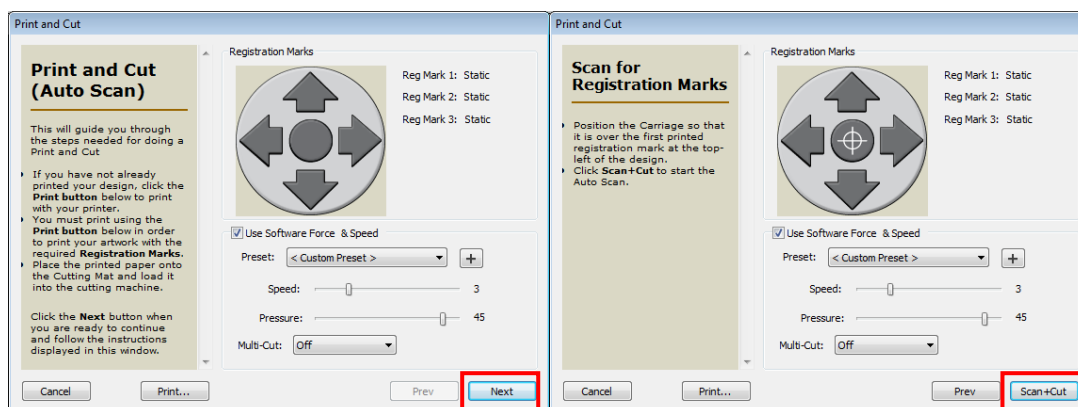 Print and Cut
Print and Cut
(Auto Scan)
This will guide you through
the steps needed for doing a
Print and Cut
If you have not already
printed your design, click the
Print button below to print
with your printer.
You must print using the
Print button below in order
to print your artwork with the
required Registration Marks.
Place the printed paper onto
the Cutting Mat and load it
into the cutting machine.
Click the Next button when
you are ready to continue
and follow the instructions
displayed in this window.
Registration Marks
Reg Mark 1: Static
Reg Mark 2: Static
Reg Mark 3: Static
Use Software Force & Speed
Preset: < Custom Preset > +
Speed: 3
Pressure: 45
Multi-Cut: Off
Cancel Print... Prev Next
Print and Cut
Scan for
Registration Marks
Position the Carriage so that
it is over the first printed
registration mark at the top-
left of the design.
Click Scan+Cut to start the
Auto Scan.
Registration Marks
Reg Mark 1: Static
Reg Mark 2: Static
Reg Mark 3: Static
Use Software Force & Speed
Preset: < Custom Preset > +
Speed: 3
Pressure: 45
Multi-Cut: Off
Cancel Print... Prev Scan+Cut